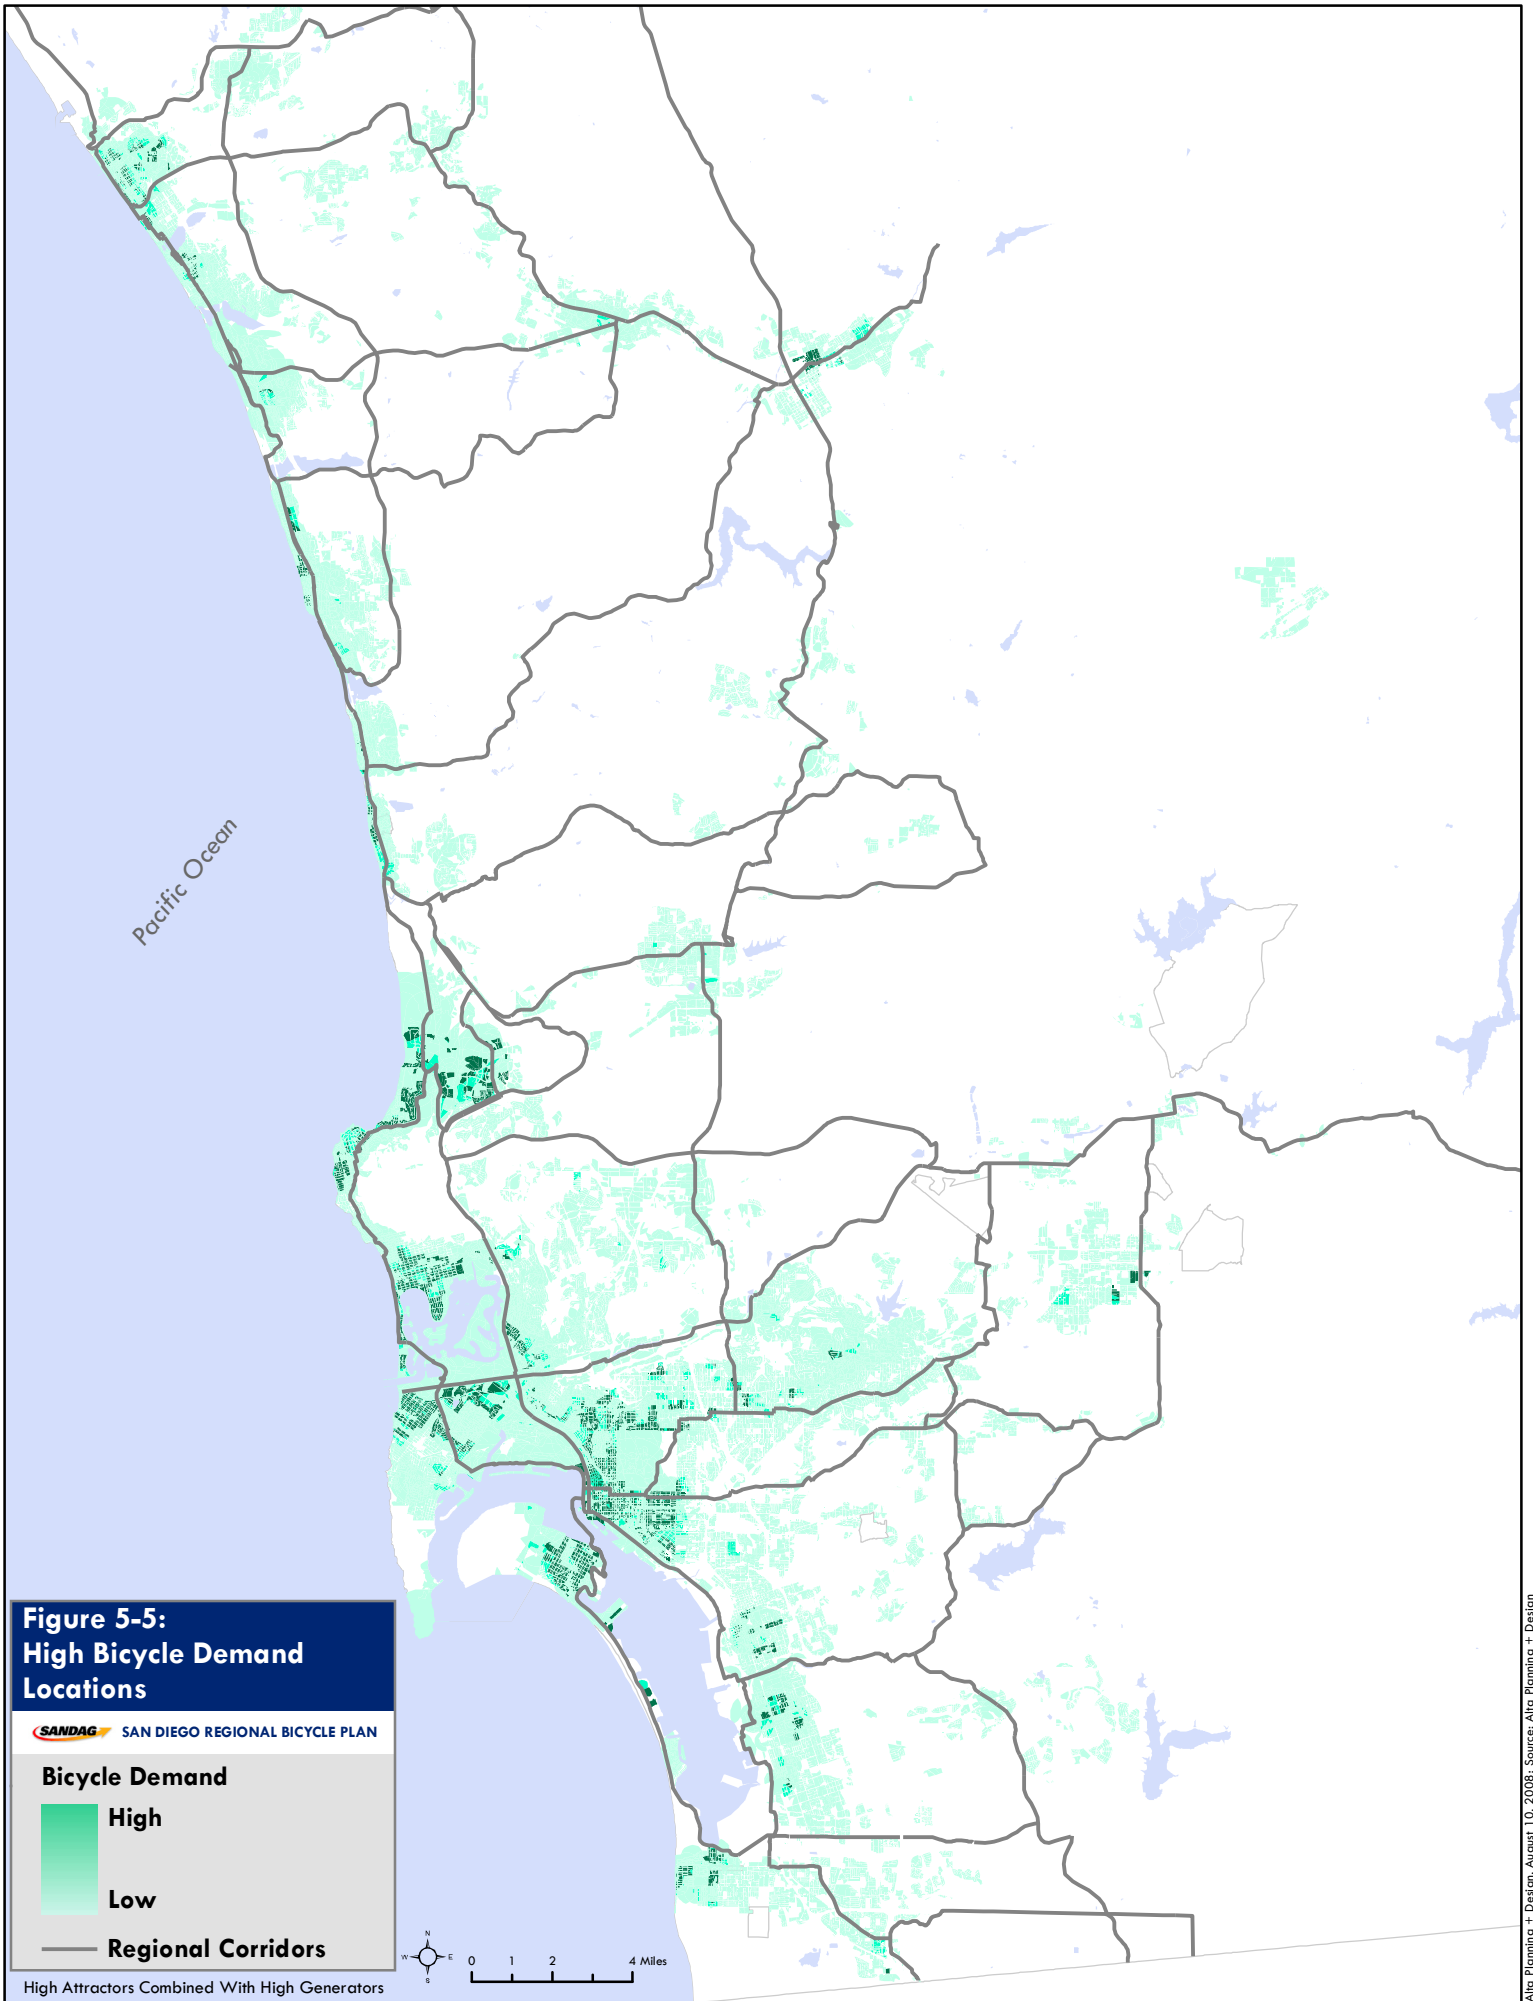 Pacific Ocean
Figure 5-5:
High Bicycle Demand
Locations
SANDAG SAN DIEGO REGIONAL BICYCLE PLAN
Bicycle Demand
High
Low
Regional Corridors
High Attractors Combined With High Generators
N
W E
S
0 1 2 4 Miles
Alta Planning + Design, August 10, 2008; Source: Alta Planning + Design